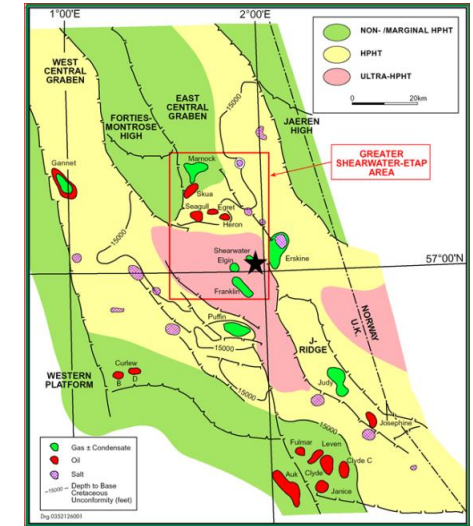 1°00'E
2°00'E
NON- /MARGINAL HPHT
HPHT
ULTRA-HPHT
0
20km
WEST
CENTRAL
GRABEN
EAST
CENTRAL
GRABEN
FORTIES-
MONTROSE
HIGH
15000
JAEREN
HIGH
GREATER
SHEARWATER-ETAP
AREA
Gannet
Marnock
Skua
Seagull
Egret
Heron
15000
Shearwater
Elgin
Erskine
57°00'N
Franklin
Puffin
15000
NORWAY
U.K.
J-
RIDGE
WESTERN
PLATFORM
Curlew
B
D
15000
Judy
Josephine
Fulmar
Leven
Clyde C
Auk
Clyde
Janice
Gas ± Condensate
Oil
Salt
~15000~ Depth to Base
Cretaceous
Unconformity (feet)
Drg.0352126001